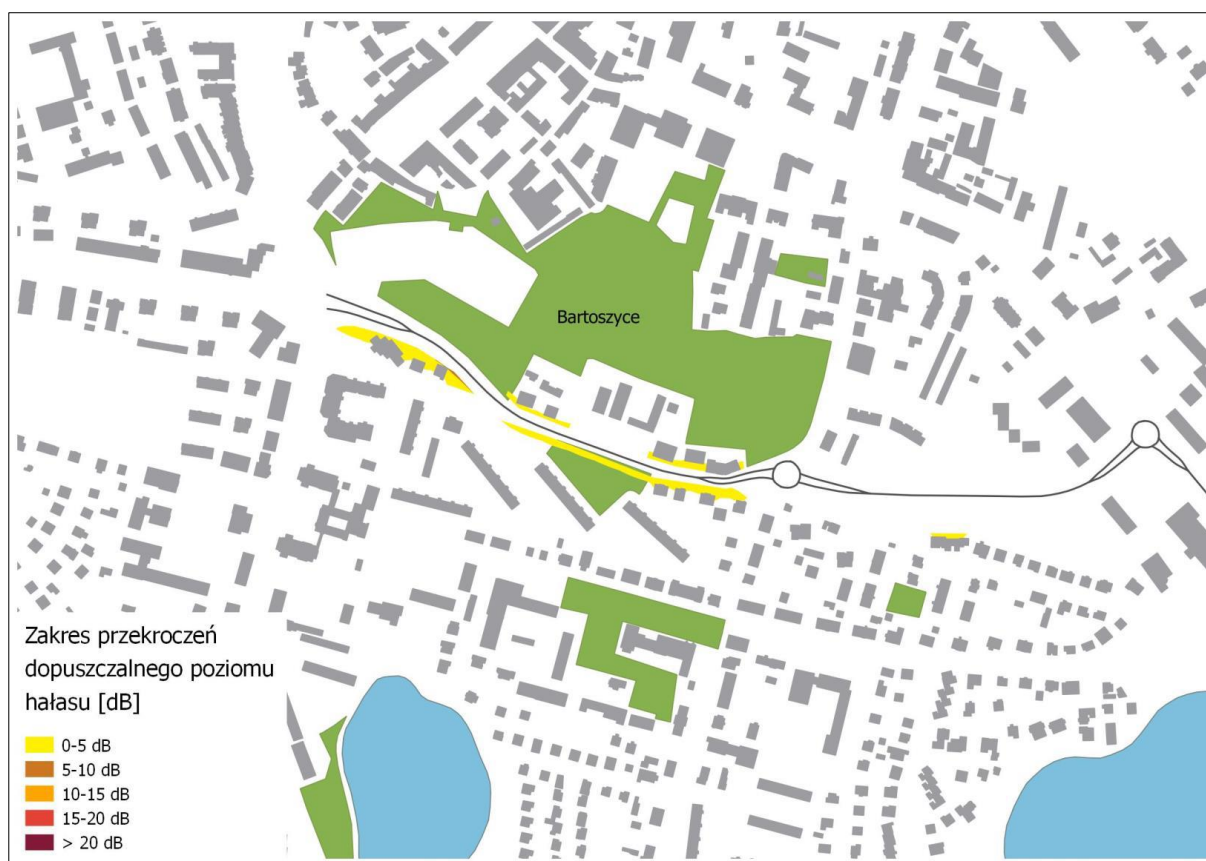 Bartoszyce
Zakres przekroczeń
dopuszczalnego poziomu
hałasu [dB]
0-5 dB
5-10 dB
10-15 dB
15-20 dB
> 20 dB